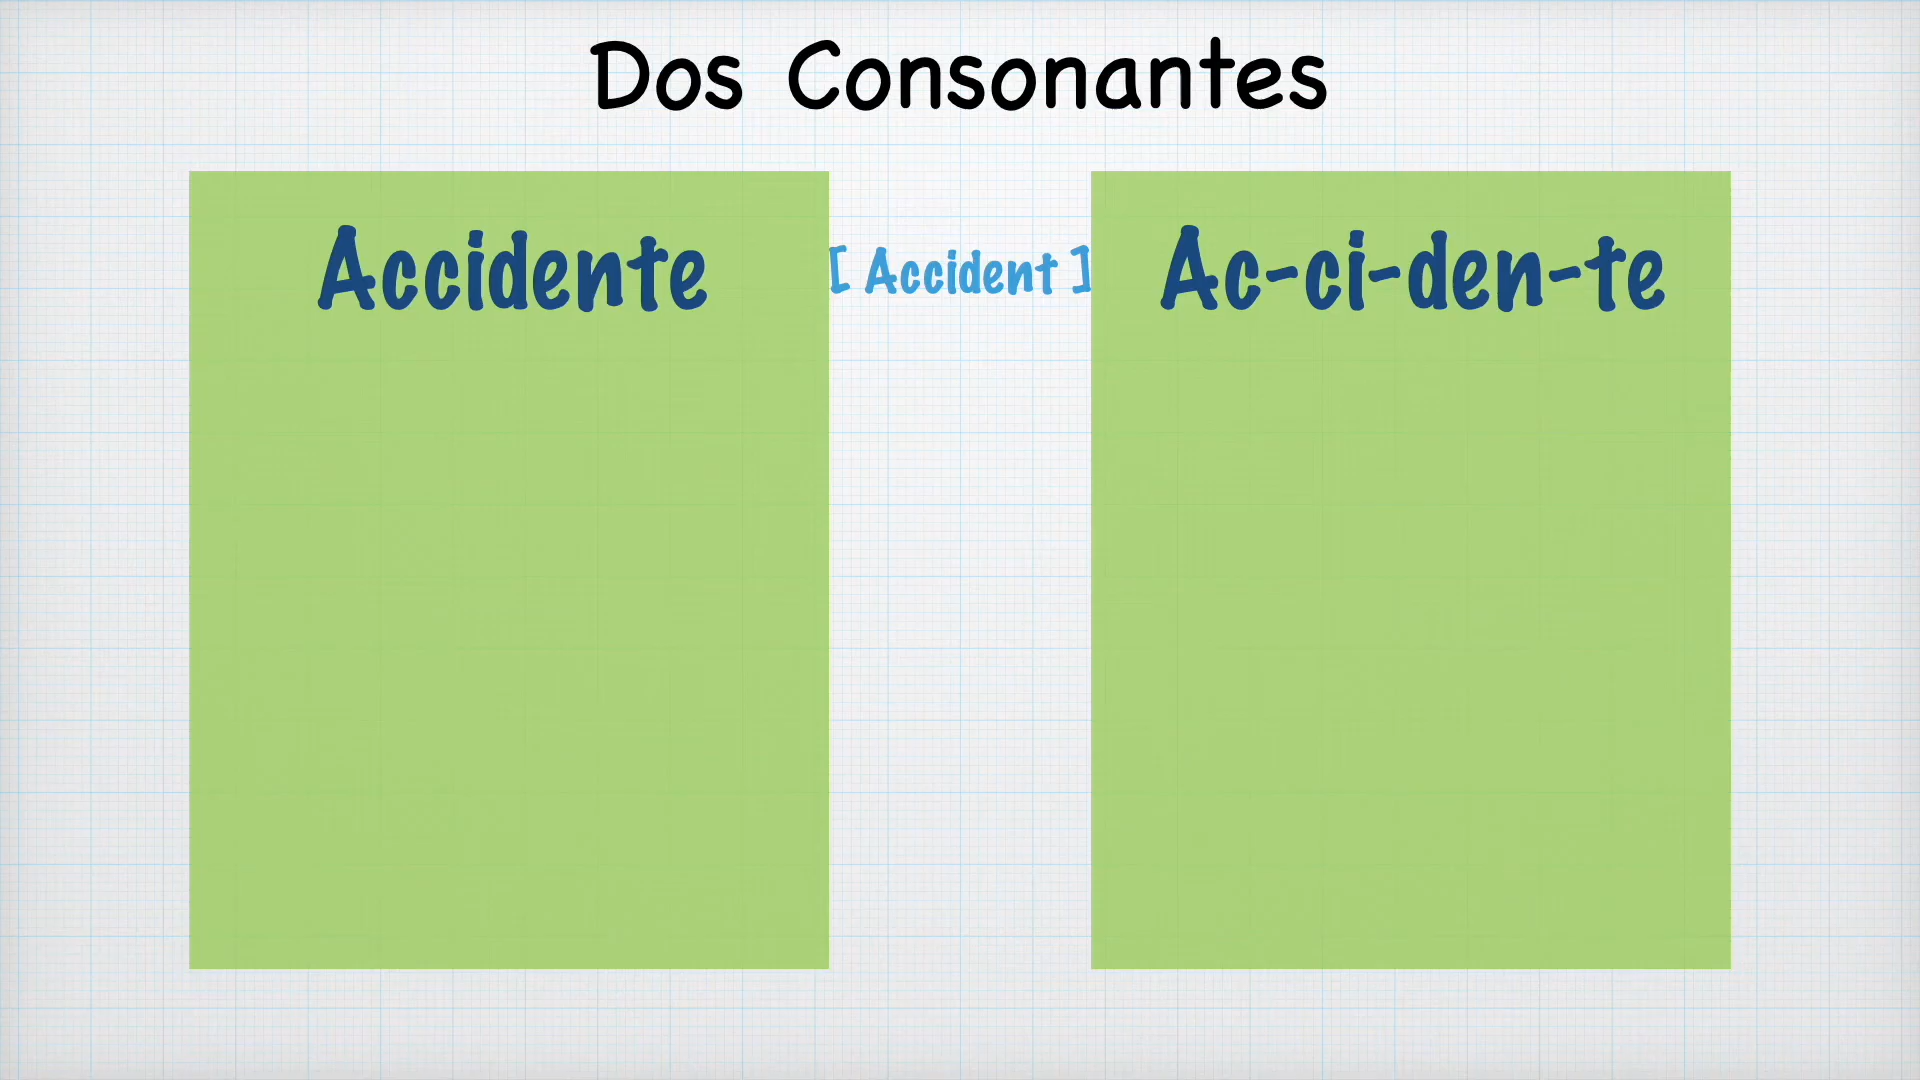 Dos Consonantes
Accidente
[ Accident ]
Ac-ci-den-te